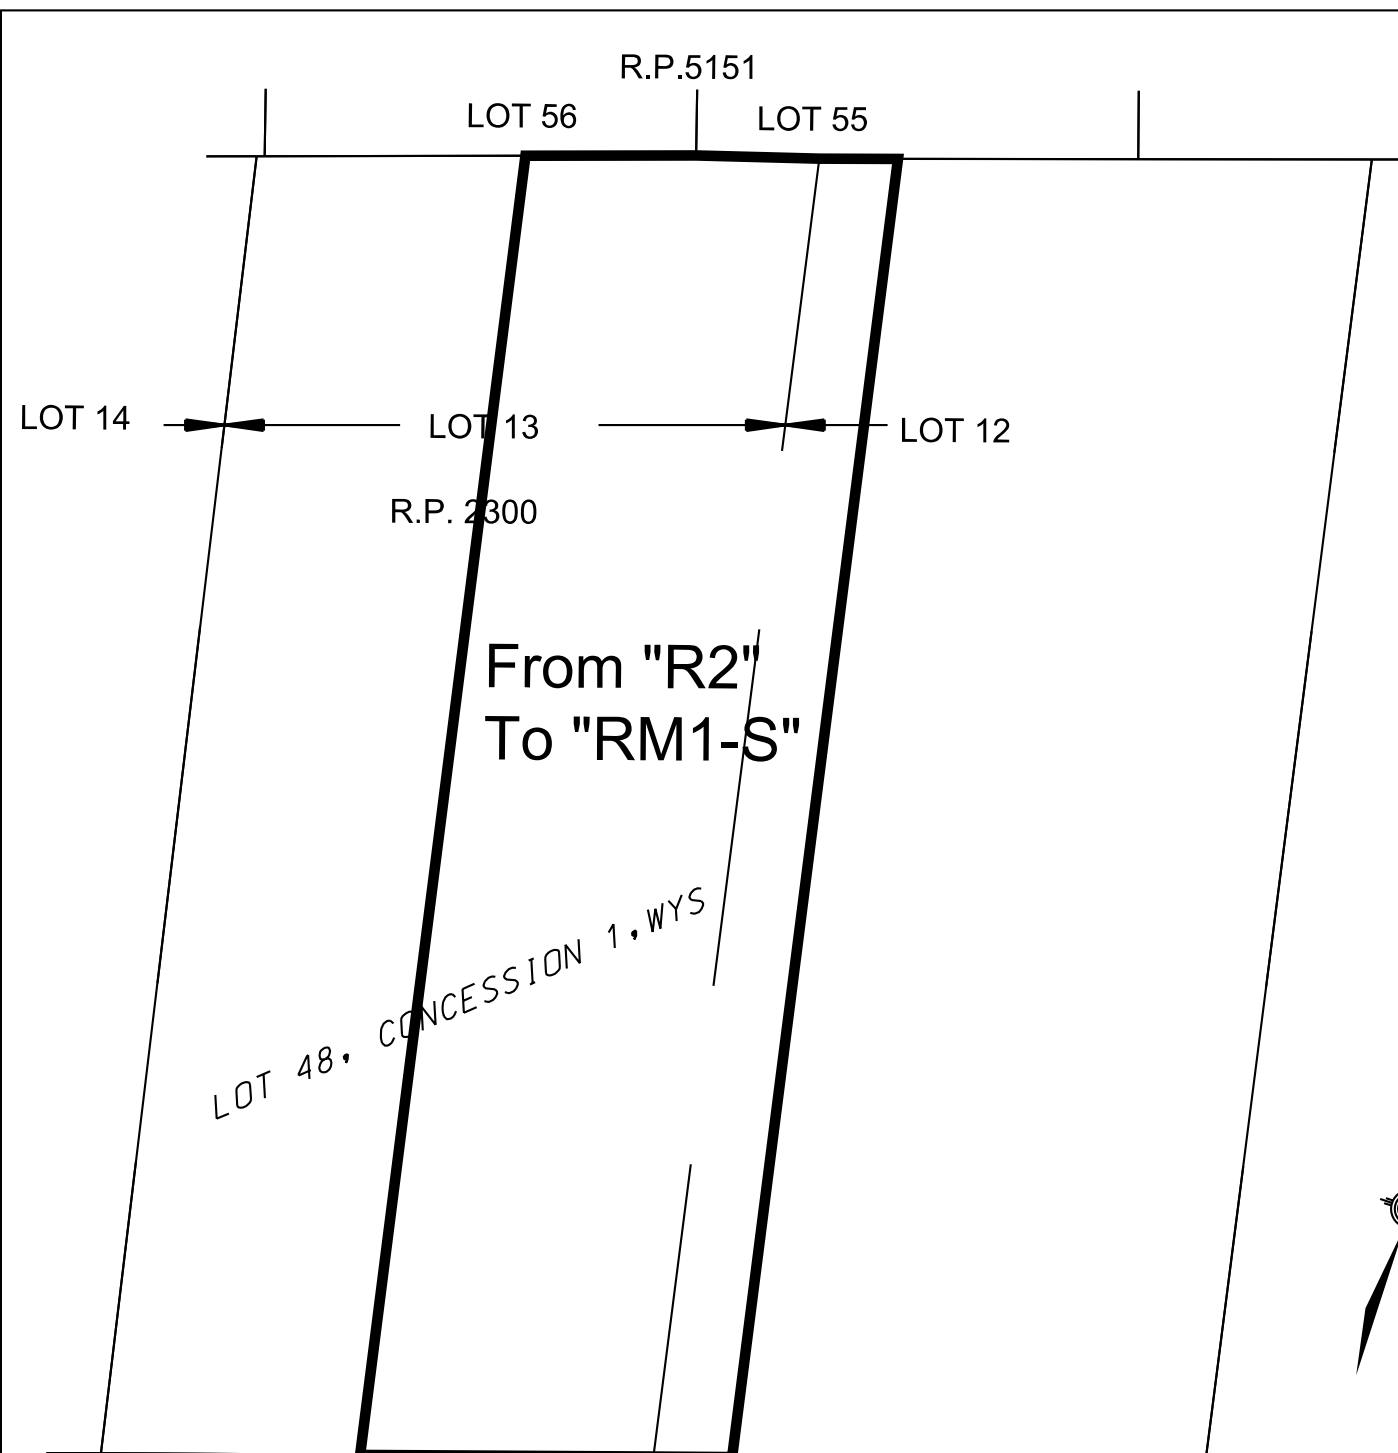 R.P.5151
LOT 56
LOT 55
LOT 14
LOT 13
LOT 12
R.P. 2300
From "R2"
To "RM1-S"
LOT 48, CONCESSION 1, WYS